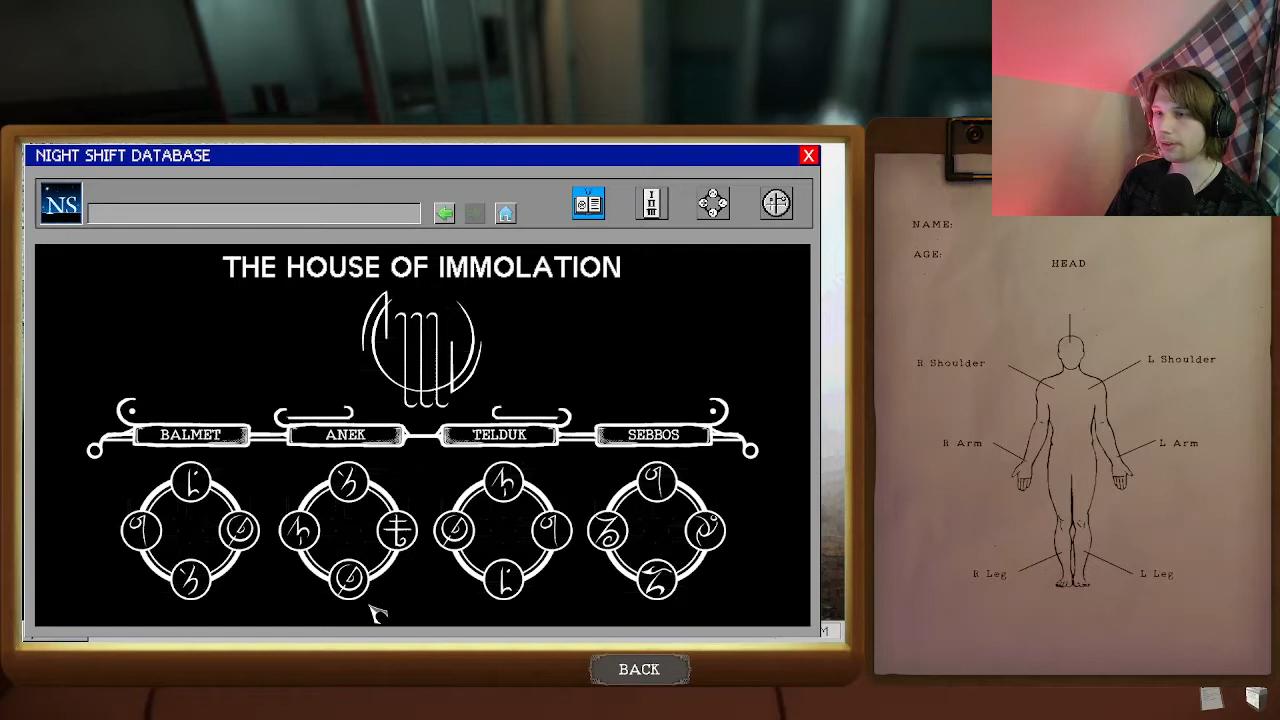 NIGHT SHIFT DATABASE
X
NS
THE HOUSE OF IMMOLATION
BALMET ANEK TELDUK SEBBOS
BACK
NAME:
AGE:
HEAD
R Shoulder L Shoulder
R Arm L Arm
R Leg L Leg